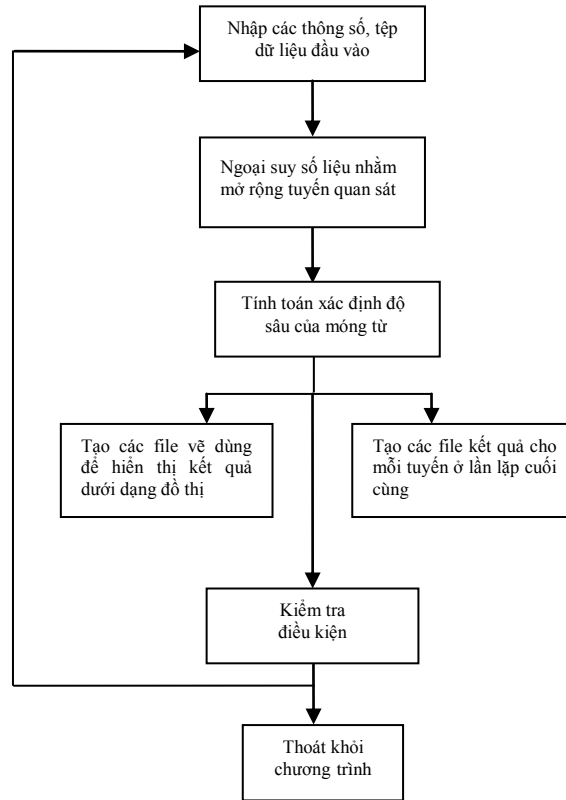 Nhập các thông số, tệp
dữ liệu đầu vào
Ngoại suy số liệu nhằm
mở rộng tuyến quan sát
Tính toán xác định độ
sâu của móng từ
Tạo các file vẽ dùng
để hiển thị kết quả
dưới dạng đồ thị
Tạo các file kết quả cho
mỗi tuyến ở lần lặp cuối
cùng
Kiểm tra
điều kiện
Thoát khỏi
chương trình